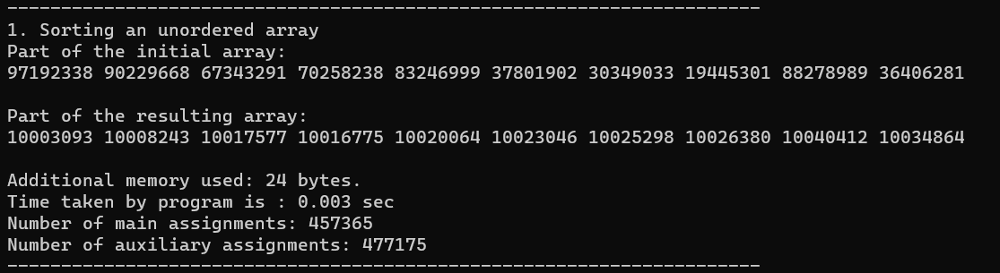 1. Sorting an unordered array
Part of the initial array:
97192338 90229668 67343291 70258238 83246999 37801902 30349033 19445301 88278989 36406281
Part of the resulting array:
10003093 10008243 10017577 10016775 10020064 10023046 10025298 10026380 10040412 10034864
Additional memory used: 24 bytes.
Time taken by program is : 0.003 sec
Number of main assignments: 457365
Number of auxiliary assignments: 477175